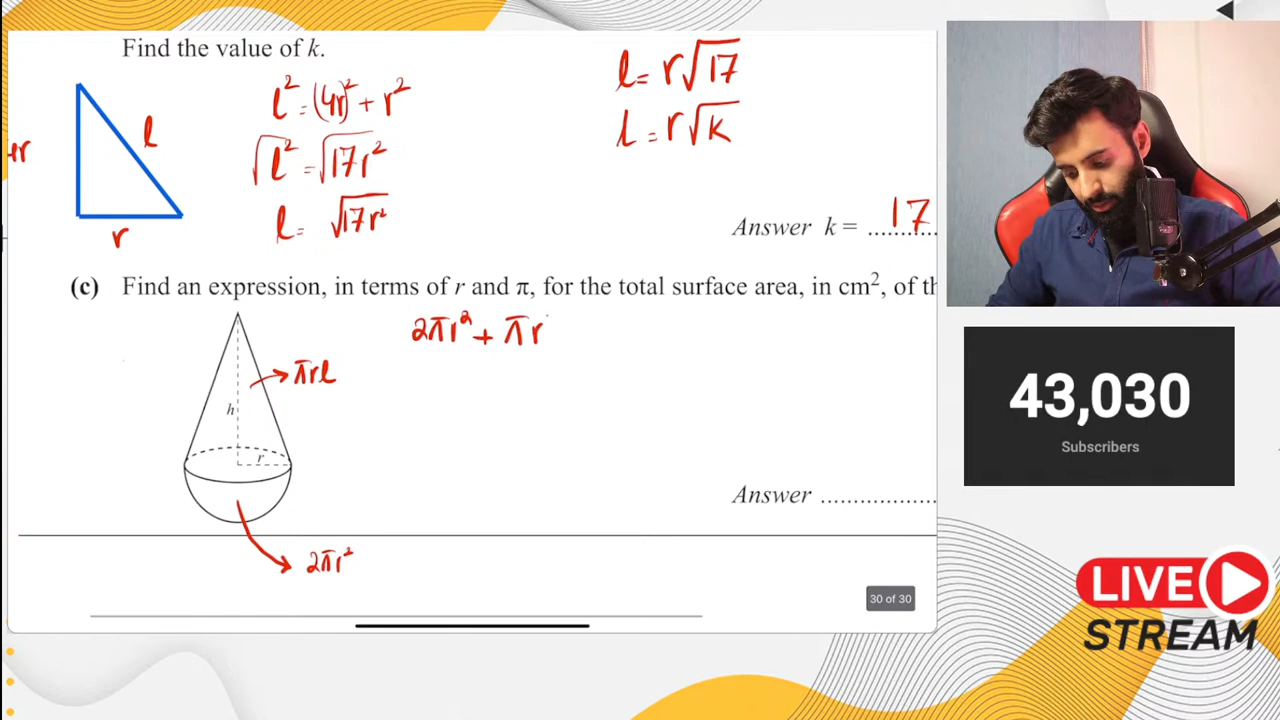 Find the value of k.
4r
l
r
l² = (4r)² + r²
√l² = √17r²
l = √17r²
l = r√17
l = r√k
Answer k = ........... 17
(c) Find an expression, in terms of r and π, for the total surface area, in cm², of th
2πr² + πr
πrl
h
r
2πr²
Answer ..................
30 of 30
43,030
Subscribers
LIVE
STREAM